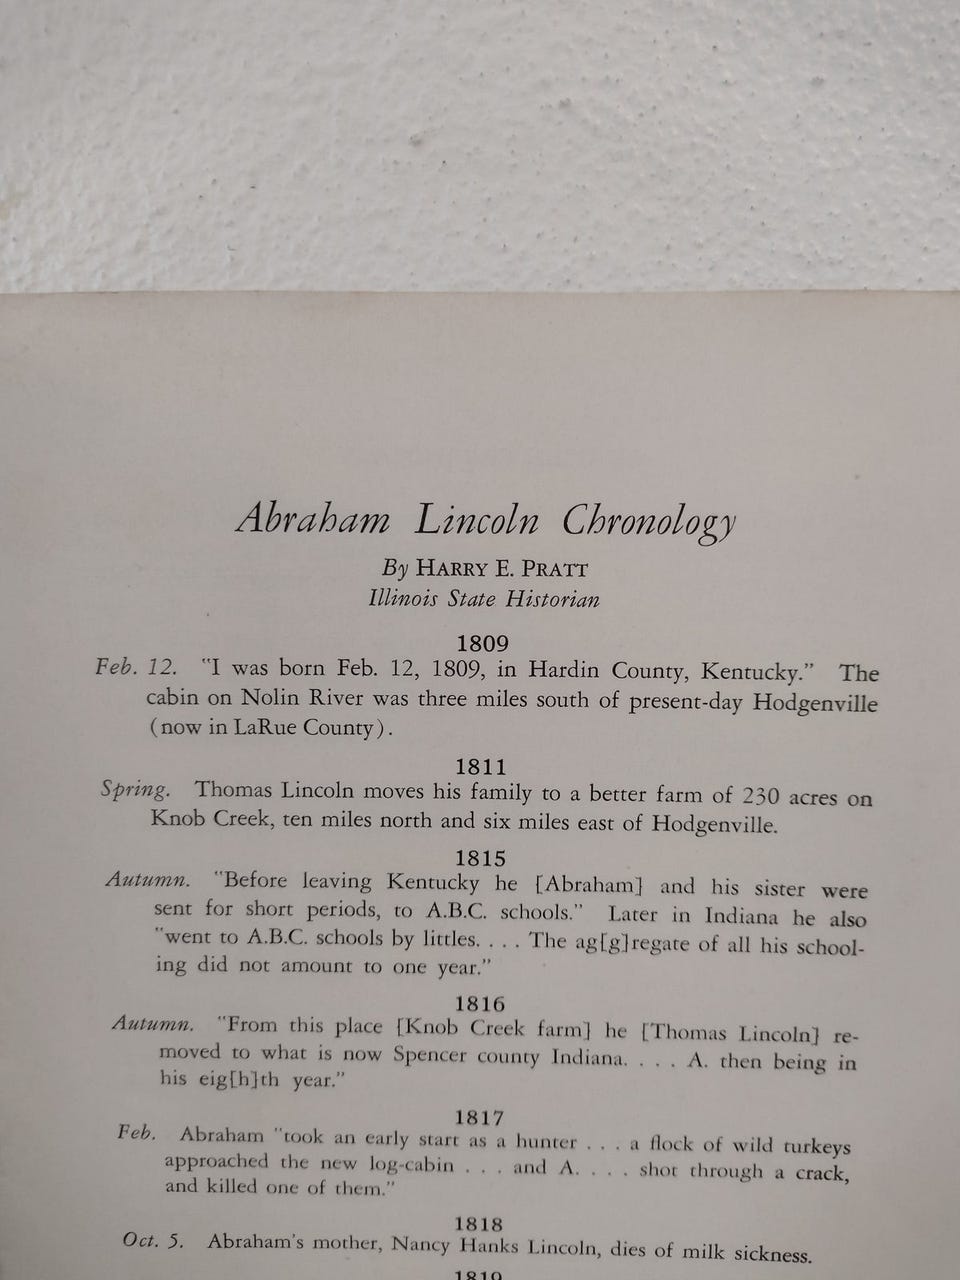 Abraham Lincoln Chronology
By HARRY E. PRATT
Illinois State Historian
1809
Feb. 12. "I was born Feb. 12, 1809, in Hardin County, Kentucky." The
cabin on Nolin River was three miles south of present-day Hodgenville
(now in LaRue County).
1811
Spring. Thomas Lincoln moves his family to a better farm of 230 acres on
Knob Creek, ten miles north and six miles east of Hodgenville.
1815
Autumn. "Before leaving Kentucky he [Abraham] and his sister were
sent for short periods, to A.B.C. schools." Later in Indiana he also
"went to A.B.C. schools by littles. . . . The ag[g]regate of all his school-
ing did not amount to one year."
1816
Autumn. "From this place [Knob Creek farm] he [Thomas Lincoln] re-
moved to what is now Spencer county Indiana. . . . A. then being in
his eig[h]th year."
1817
Feb. Abraham "took an early start as a hunter . . . a flock of wild turkeys
approached the new log-cabin . . . and A. . . . shot through a crack,
and killed one of them."
1818
Oct. 5. Abraham's mother, Nancy Hanks Lincoln, dies of milk sickness.
1819